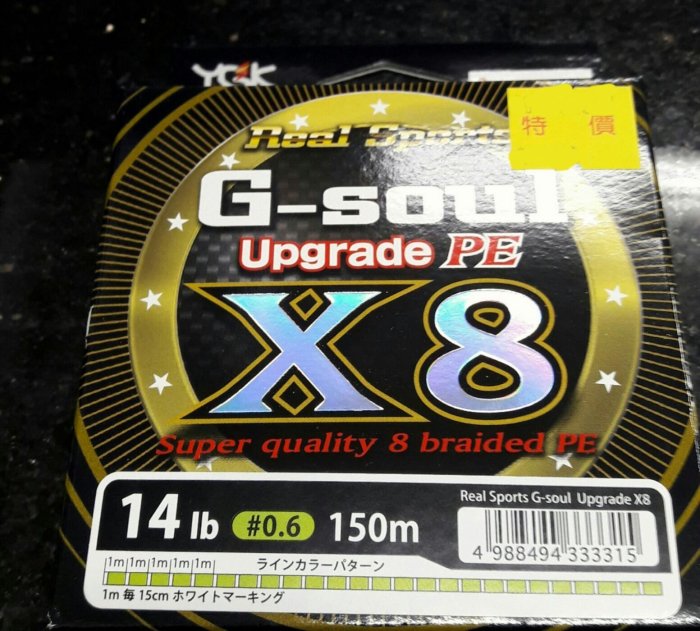 YGK
Real Sports
特 價
G-soul
Upgrade PE
X8
Super quality 8 braided PE
14 lb #0.6 150m
Real Sports G-soul Upgrade X8
4 988494 333315
1m 1m 1m 1m 1m ラインカラーパターン
1m 毎 15cm ホワイトマーキング